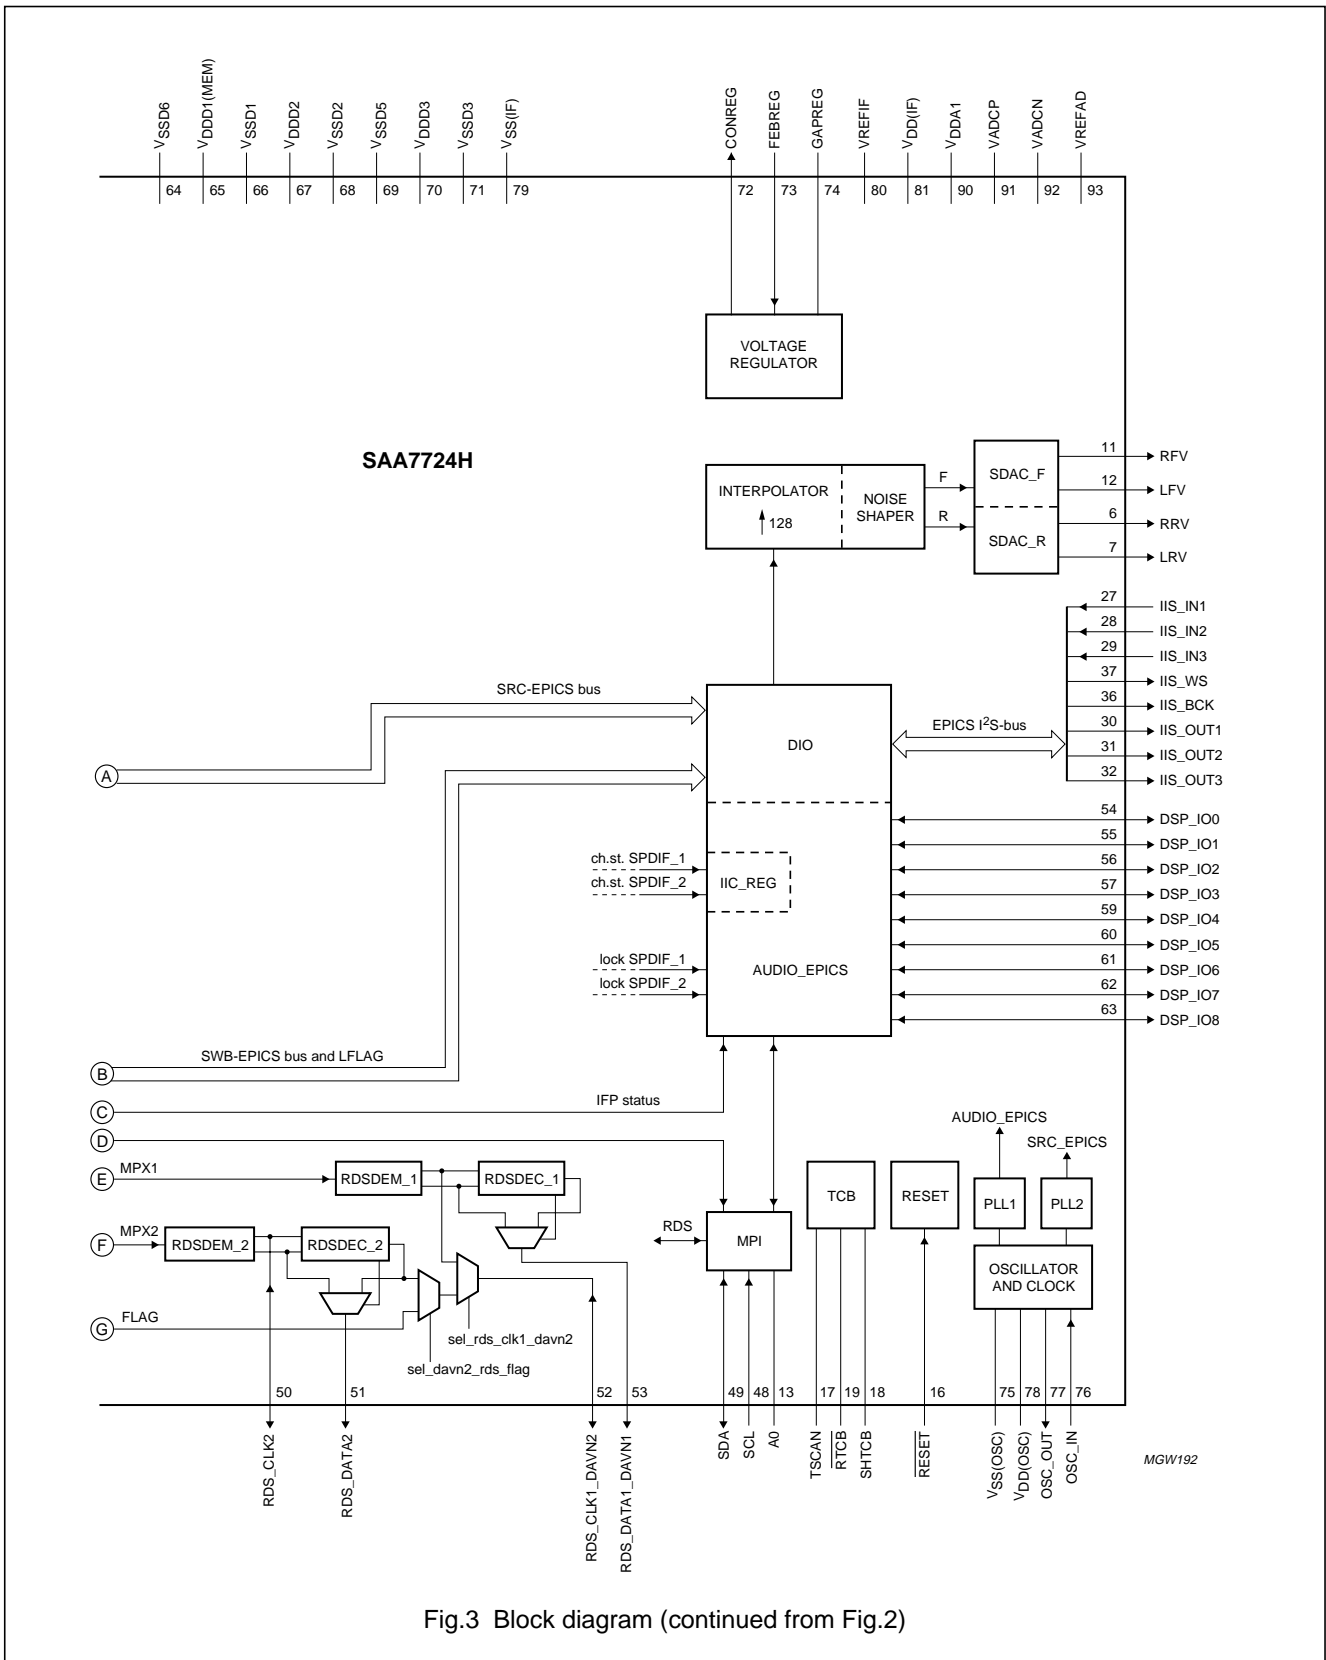 VSSD6
VDDD1(MEM)
VSSD1
VDDD2
VSSD2
VSSD5
VDDD3
VSSD3
VSS(IF)
CONREG
FEBREG
GAPREG
VREFIF
VDD(IF)
VDDA1
VADCP
VADCN
VREFAD
64
65
66
67
68
69
70
71
79
72
73
74
80
81
90
91
92
93
VOLTAGE
REGULATOR
SAA7724H
INTERPOLATOR
128
NOISE
SHAPER
F
R
SDAC_F
SDAC_R
11 RFV
12 LFV
6 RRV
7 LRV
27 IIS_IN1
28 IIS_IN2
29 IIS_IN3
37 IIS_WS
36 IIS_BCK
30 IIS_OUT1
31 IIS_OUT2
32 IIS_OUT3
SRC-EPICS bus
A
DIO
EPICS I2S-bus
54 DSP_IO0
55 DSP_IO1
56 DSP_IO2
57 DSP_IO3
59 DSP_IO4
60 DSP_IO5
61 DSP_IO6
62 DSP_IO7
63 DSP_IO8
ch.st. SPDIF_1
ch.st. SPDIF_2
IIC_REG
lock SPDIF_1
lock SPDIF_2
AUDIO_EPICS
B
SWB-EPICS bus and LFLAG
C
IFP status
D
E
MPX1
RDSDEM_1
RDSDEC_1
F
MPX2
RDSDEM_2
RDSDEC_2
G
FLAG
sel_rds_clk1_davn2
sel_davn2_rds_flag
RDS
MPI
TCB
RESET
AUDIO_EPICS
SRC_EPICS
PLL1
PLL2
OSCILLATOR
AND CLOCK
50
51
52
53
49
48
13
17
19
18
16
75
78
77
76
RDS_CLK2
RDS_DATA2
RDS_CLK1_DAVN2
RDS_DATA1_DAVN1
SDA
SCL
A0
TSCAN
RTCB
SHTCB
RESET
VSS(OSC)
VDD(OSC)
OSC_OUT
OSC_IN
MGW192
Fig.3 Block diagram (continued from Fig.2)